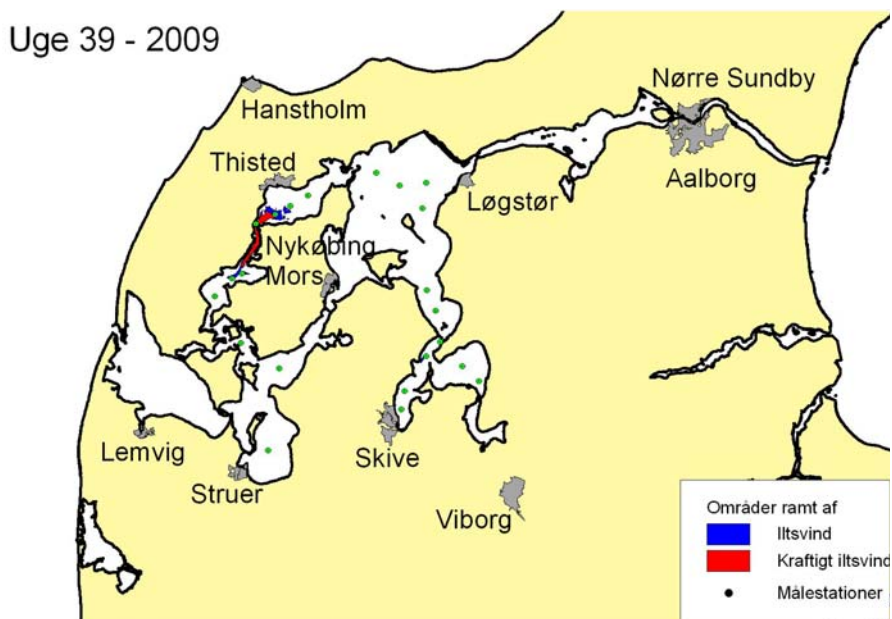 Uge 39 - 2009
Hanstholm
Nørre Sundby
Thisted
Løgstør
Aalborg
Nykøbing
Mors
Lemvig
Struer
Skive
Viborg
Områder ramt af
Iltsvind
Kraftigt iltsvind
Målestationer